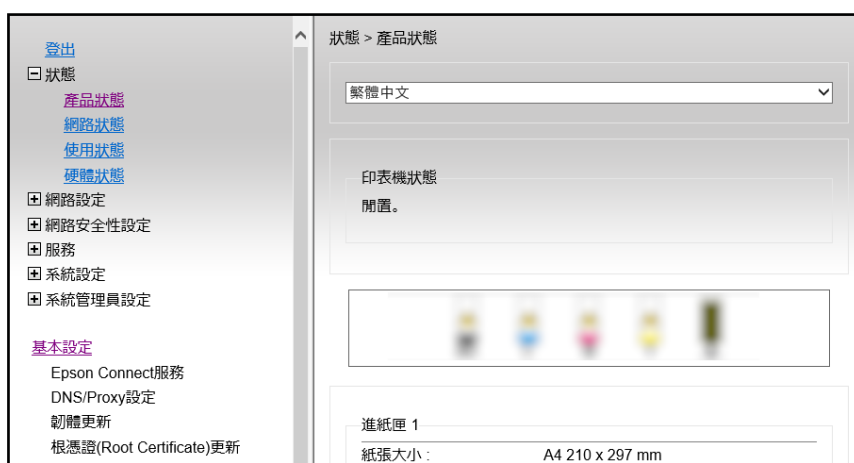 登出
狀態
產品狀態
網路狀態
使用狀態
硬體狀態
網路設定
網路安全性設定
服務
系統設定
系統管理員設定
基本設定
Epson Connect服務
DNS/Proxy設定
韌體更新
根憑證(Root Certificate)更新
狀態 > 產品狀態
繁體中文
印表機狀態
閒置。
進紙匣 1
紙張大小 : A4 210 x 297 mm